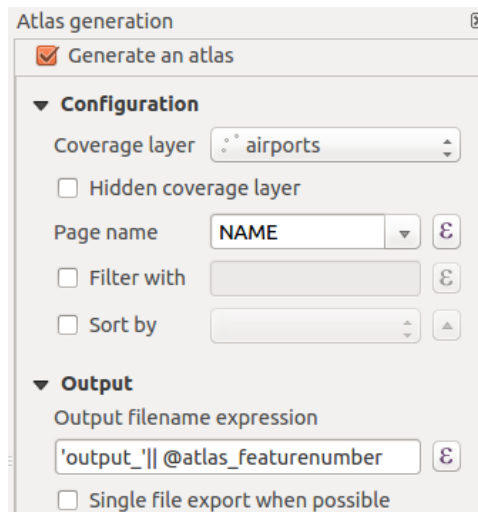 Atlas generation
Generate an atlas
Configuration
Coverage layer airports
Hidden coverage layer
Page name NAME ε
Filter with ε
Sort by
Output
Output filename expression
'output_'|| @atlas_featurenumber ε
Single file export when possible